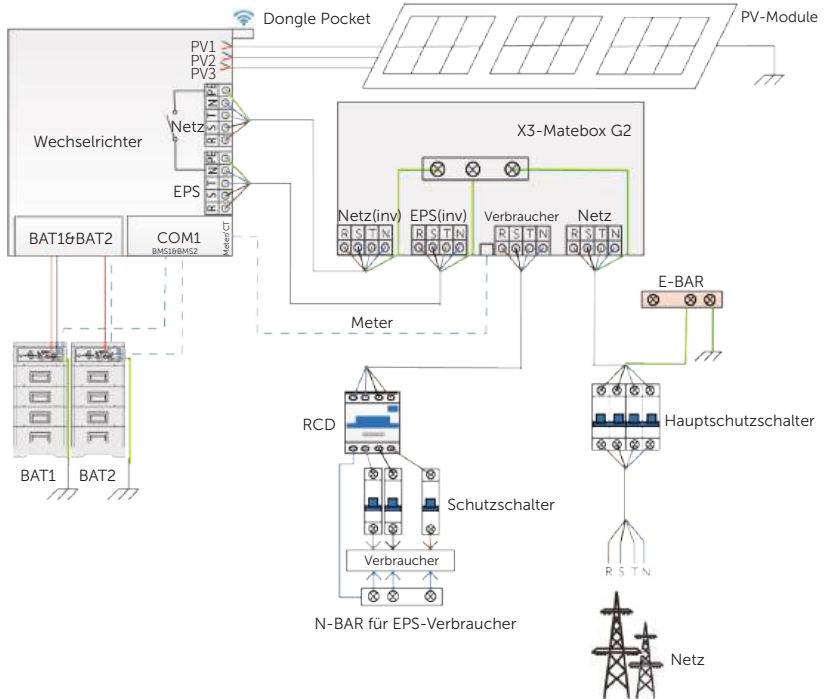 Dongle Pocket
PV-Module
PV1
PV2
PV3
Wechselrichter
Netz
R S T N PE
EPS
R S T N PE
BAT1&BAT2
COM1
BMS1&BMS2
Meter/CT
X3-Matebox G2
Netz(inv)
EPS(inv)
Verbraucher
Netz
R S T N
R S T N
R S T N
R S T N
Meter
E-BAR
BAT1
BAT2
RCD
Hauptschutzschalter
Schutzschalter
Verbraucher
N-BAR für EPS-Verbraucher
R S T N
Netz